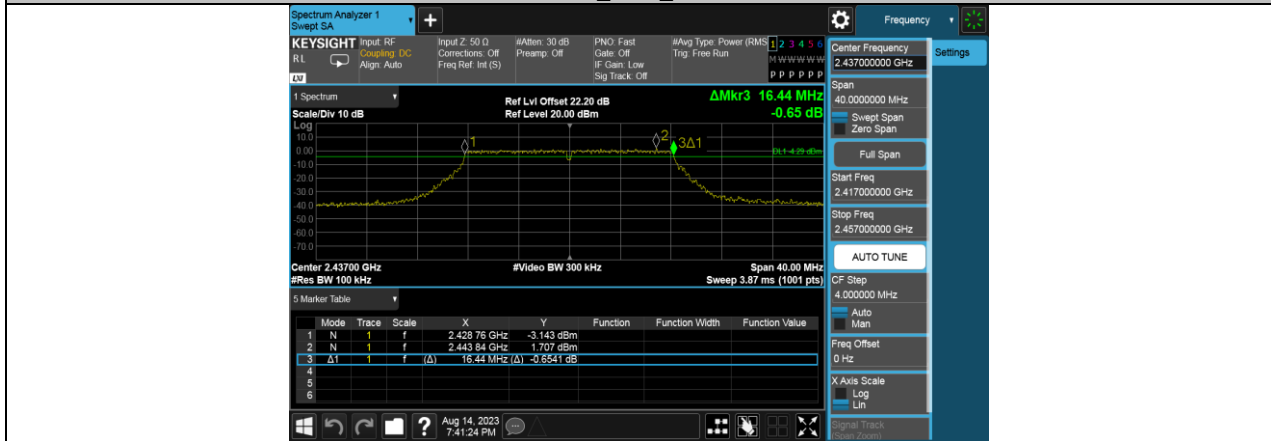 Spectrum Analyzer 1
Swept SA
+
Frequency
KEYSIGHT
R L
LXI
Input: RF
Coupling: DC
Align: Auto
Input Z: 50 Ω
Corrections: Off
Freq Ref: Int (S)
#Atten: 30 dB
Preamp: Off
PNO: Fast
Gate: Off
IF Gain: Low
Sig Track: Off
#Avg Type: Power (RMS
Trig: Free Run
1 2 3 4 5 6
M W W W W W
P P P P P P
1 Spectrum
Scale/Div 10 dB
Ref Lvl Offset 22.20 dB
Ref Level 20.00 dBm
ΔMkr3 16.44 MHz
-0.65 dB
Log
10.0
0.00
-10.0
-20.0
-30.0
-40.0
-50.0
-60.0
-70.0
1
2
3Δ1
DL1 -4.29 dBm
Center 2.43700 GHz
#Video BW 300 kHz
Span 40.00 MHz
#Res BW 100 kHz
Sweep 3.87 ms (1001 pts)
5 Marker Table
Mode Trace Scale X Y Function Function Width Function Value
1 N 1 f 2.428 76 GHz -3.143 dBm
2 N 1 f 2.443 84 GHz 1.707 dBm
3 Δ1 1 f (Δ) 16.44 MHz (Δ) -0.6541 dB
4
5
6
?
Aug 14, 2023
7:41:24 PM
Center Frequency
2.437000000 GHz
Settings
Span
40.0000000 MHz
Swept Span
Zero Span
Full Span
Start Freq
2.417000000 GHz
Stop Freq
2.457000000 GHz
AUTO TUNE
CF Step
4.000000 MHz
Auto
Man
Freq Offset
0 Hz
X Axis Scale
Log
Lin
Signal Track
(Span Zoom)